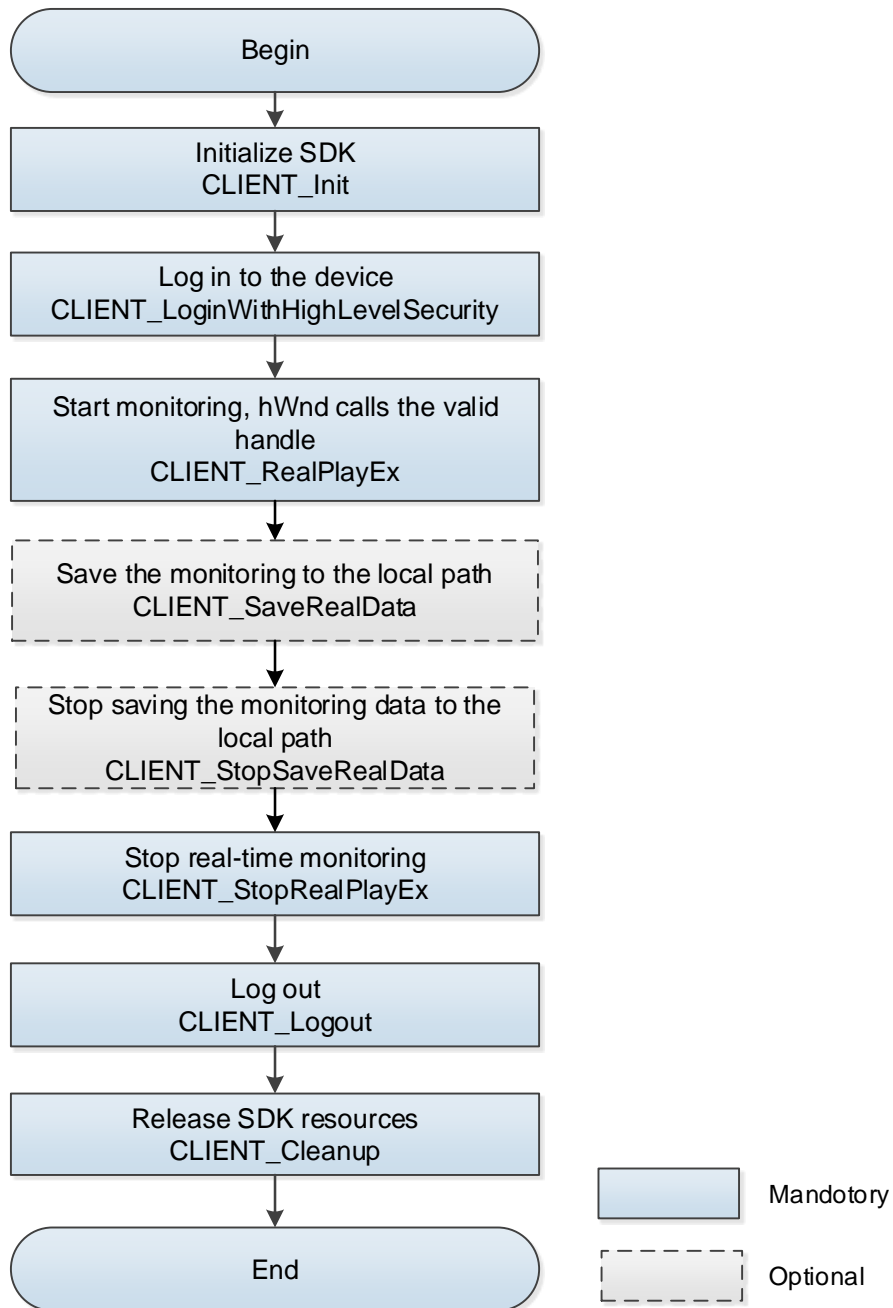 Begin
Initialize SDK
CLIENT_Init
Log in to the device
CLIENT_LoginWithHighLevelSecurity
Start monitoring, hWnd calls the valid
handle
CLIENT_RealPlayEx
Save the monitoring to the local path
CLIENT_SaveRealData
Stop saving the monitoring data to the
local path
CLIENT_StopSaveRealData
Stop real-time monitoring
CLIENT_StopRealPlayEx
Log out
CLIENT_Logout
Release SDK resources
CLIENT_Cleanup
End
Mandotory
Optional